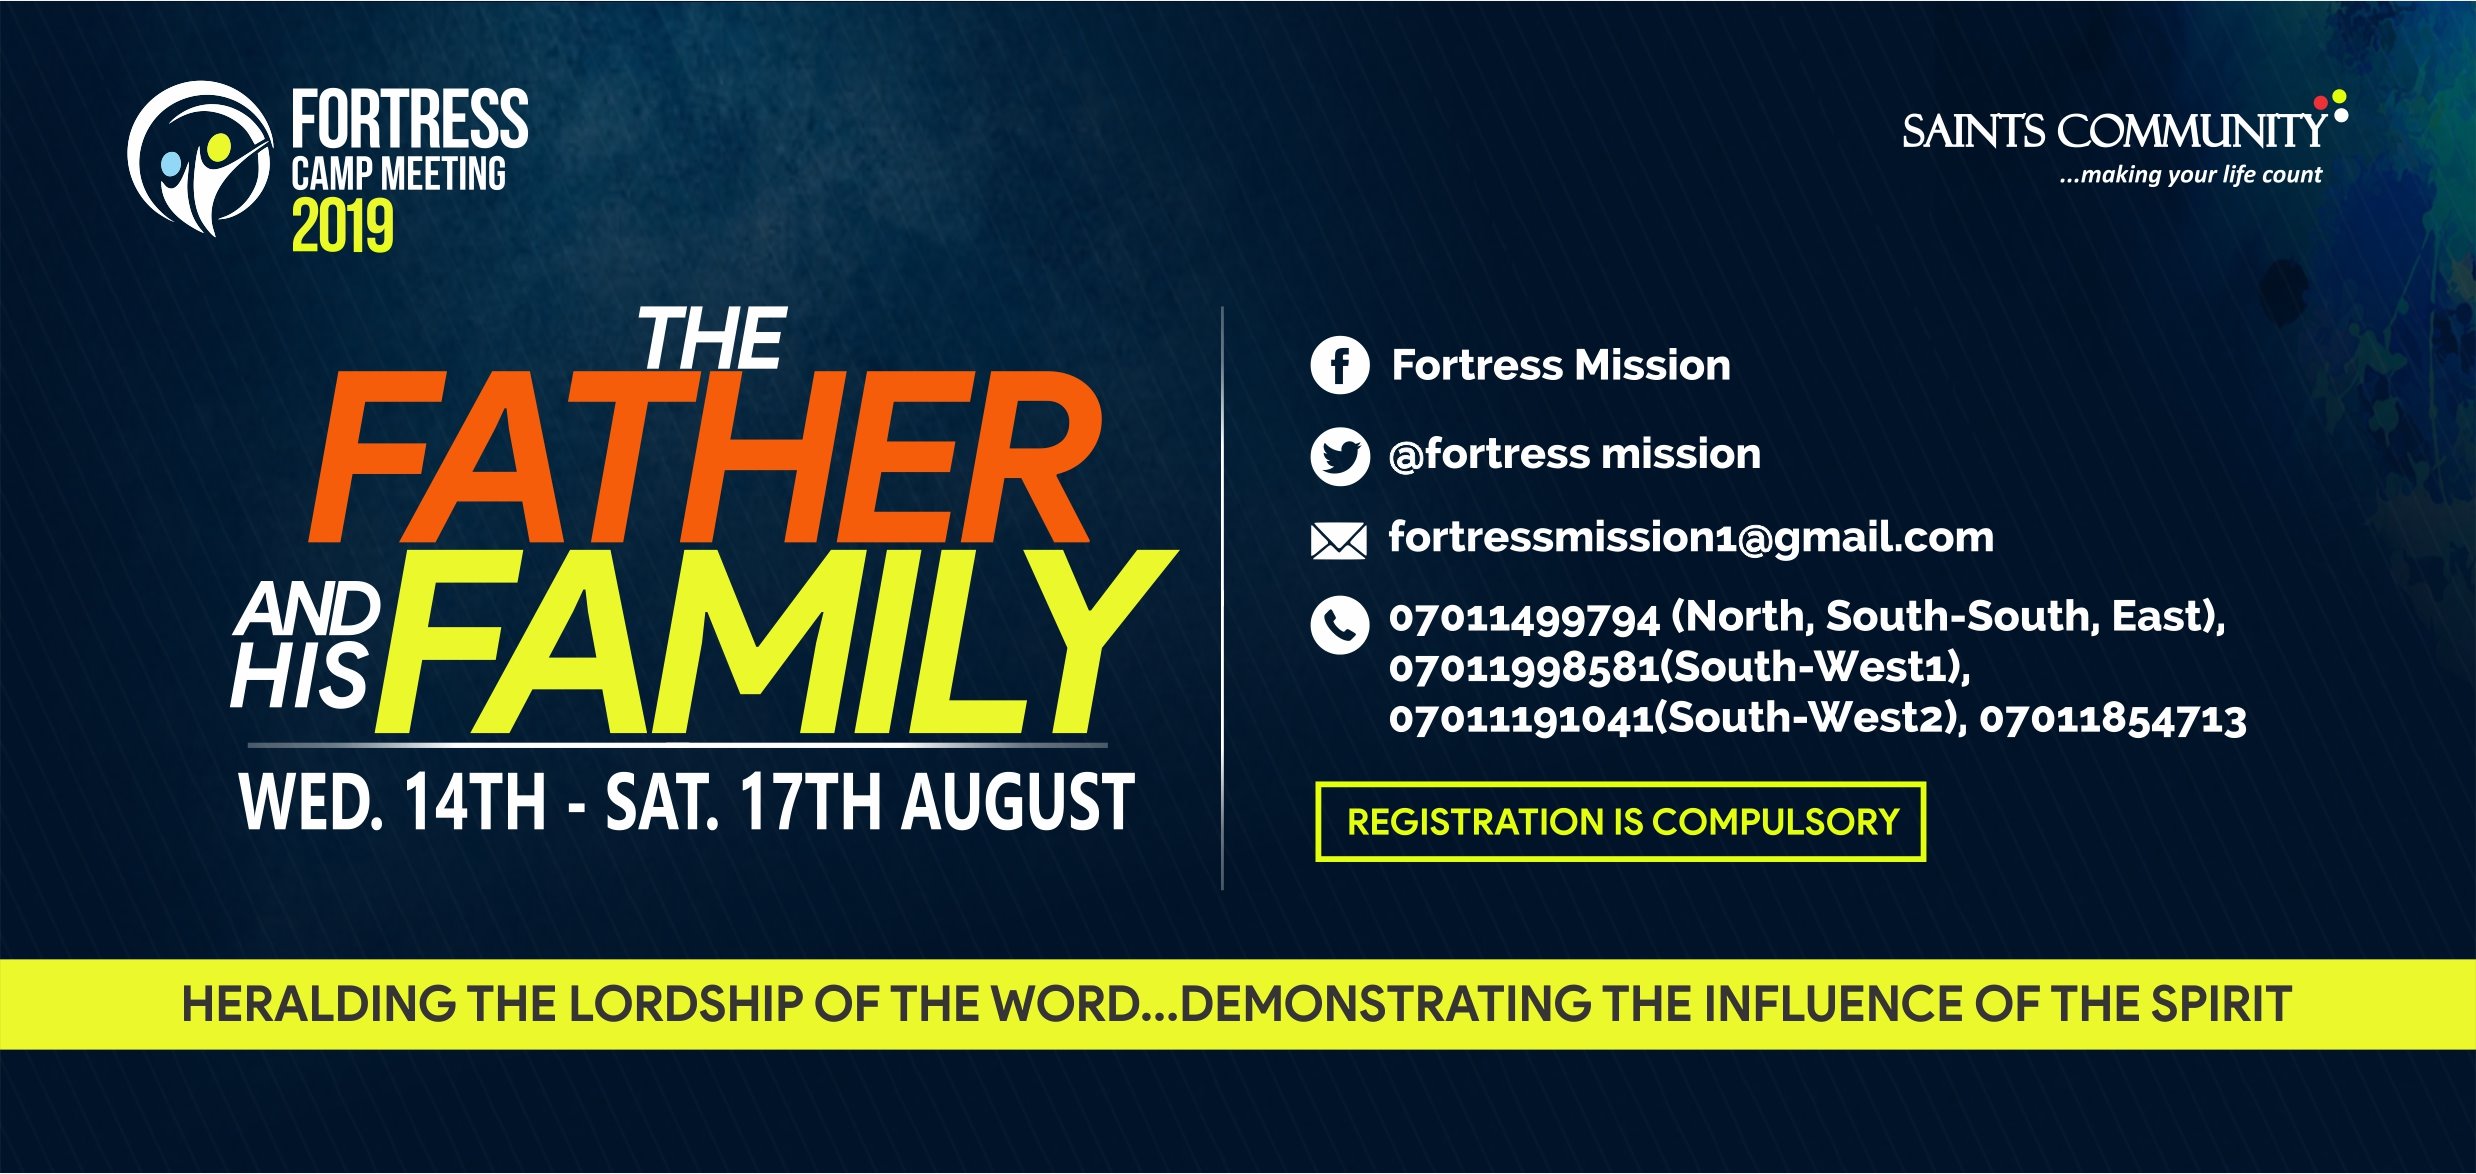 FORTRESS
CAMP MEETING
2019
SAINTS COMMUNITY
...making your life count
THE
FATHER
AND HIS FAMILY
WED. 14TH - SAT. 17TH AUGUST
Fortress Mission
@fortress mission
fortressmission1@gmail.com
07011499794 (North, South-South, East),
07011998581(South-West1),
07011191041(South-West2), 07011854713
REGISTRATION IS COMPULSORY
HERALDING THE LORDSHIP OF THE WORD...DEMONSTRATING THE INFLUENCE OF THE SPIRIT